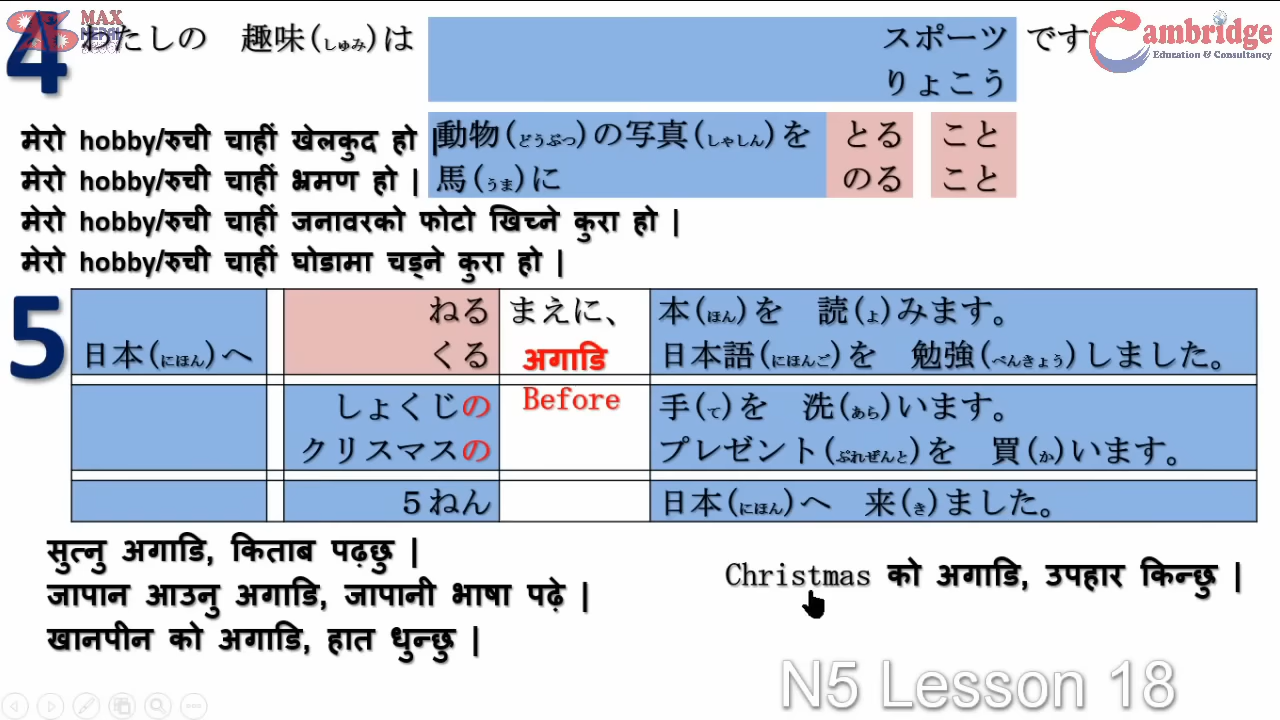 4
MAX
わたしの 趣味(しゅみ)は スポーツ です
りょこう
Cambridge
Education & Consultancy
動物(どうぶつ)の写真(しゃしん)を とる こと
馬(うま)に のる こと
मेरो hobby/रुची चाहीं खेलकुद हो |
मेरो hobby/रुची चाहीं भ्रमण हो |
मेरो hobby/रुची चाहीं जनावरको फोटो खिच्ने कुरा हो |
मेरो hobby/रुची चाहीं घोडामा चड्ने कुरा हो |
5
ねる まえに、 本(ほん)を 読(よ)みます。
日本(にほん)へ くる अगाडि 日本語(にほんご)を 勉強(べんきょう)しました。
しょくじの Before 手(て)を 洗(あら)います。
クリスマスの プレゼント(ぷれぜんと)を 買(か)います。
5ねん 日本(にほん)へ 来(き)ました。
सुत्नु अगाडि, किताब पढ़छु |
जापान आउनु अगाडि, जापानी भाषा पढ़े |
खानपीन को अगाडि, हात धुन्छु |
Christmas को अगाडि, उपहार किन्छु |
N5 Lesson 18